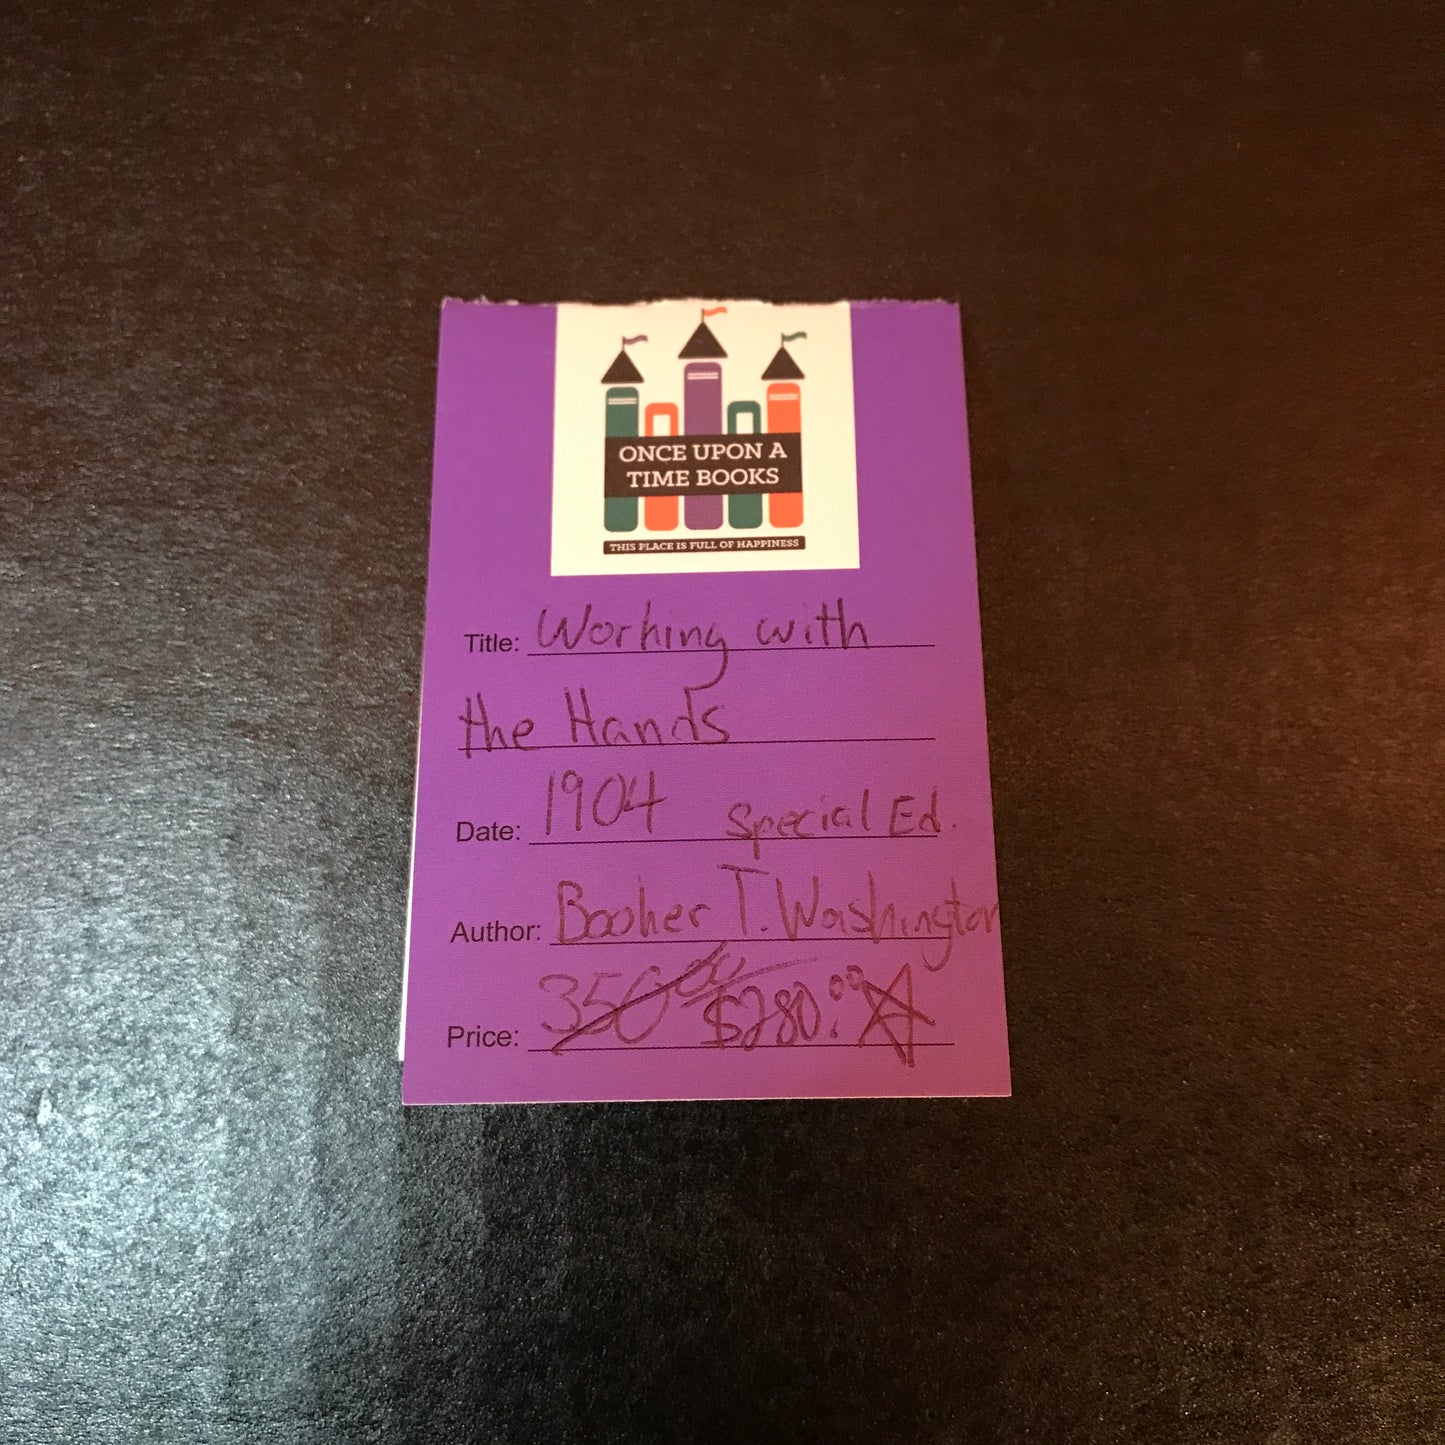 ONCE UPON A
TIME BOOKS
THIS PLACE IS FULL OF HAPPINESS
Title: Working with
the Hands
Date: 1904 Special Ed.
Author: Booker T. Washington
Price: 350.00 $280.00